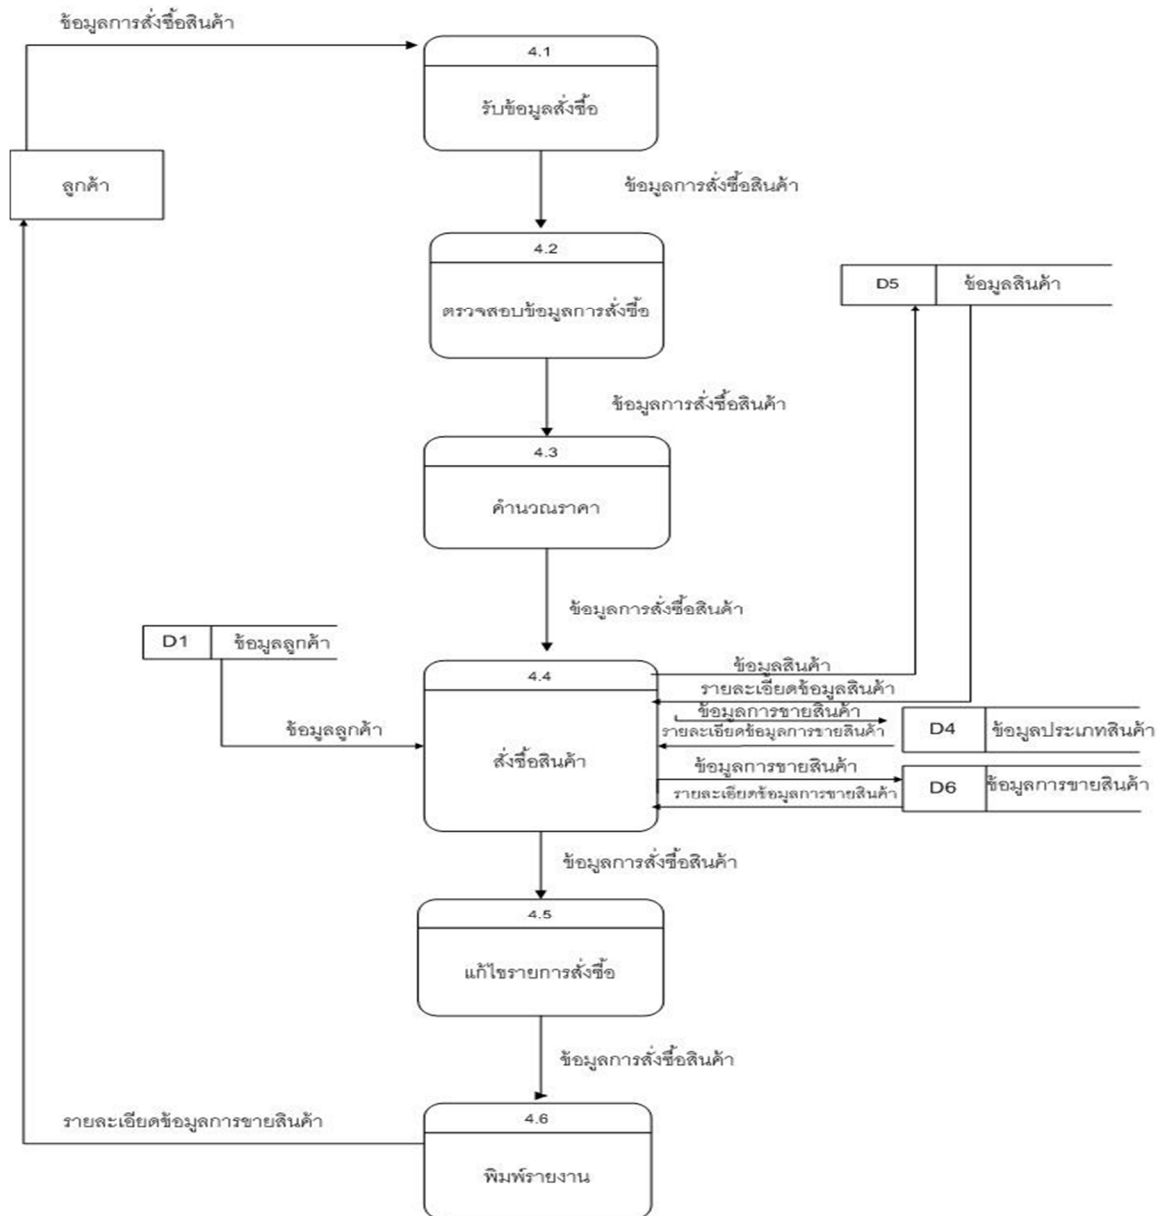 ข้อมูลการสั่งซื้อสินค้า
4.1
รับข้อมูลสั่งซื้อ
ลูกค้า
ข้อมูลการสั่งซื้อสินค้า
4.2
ตรวจสอบข้อมูลการสั่งซื้อ
D5
ข้อมูลสินค้า
ข้อมูลการสั่งซื้อสินค้า
4.3
คำนวณราคา
ข้อมูลการสั่งซื้อสินค้า
D1
ข้อมูลลูกค้า
4.4
ข้อมูลสินค้า
รายละเอียดข้อมูลสินค้า
ข้อมูลการขายสินค้า
ข้อมูลลูกค้า
รายละเอียดข้อมูลการขายสินค้า
D4
ข้อมูลประเภทสินค้า
สั่งซื้อสินค้า
ข้อมูลการขายสินค้า
รายละเอียดข้อมูลการขายสินค้า
D6
ข้อมูลการขายสินค้า
ข้อมูลการสั่งซื้อสินค้า
4.5
แก้ไขรายการสั่งซื้อ
ข้อมูลการสั่งซื้อสินค้า
รายละเอียดข้อมูลการขายสินค้า
4.6
พิมพ์รายงาน